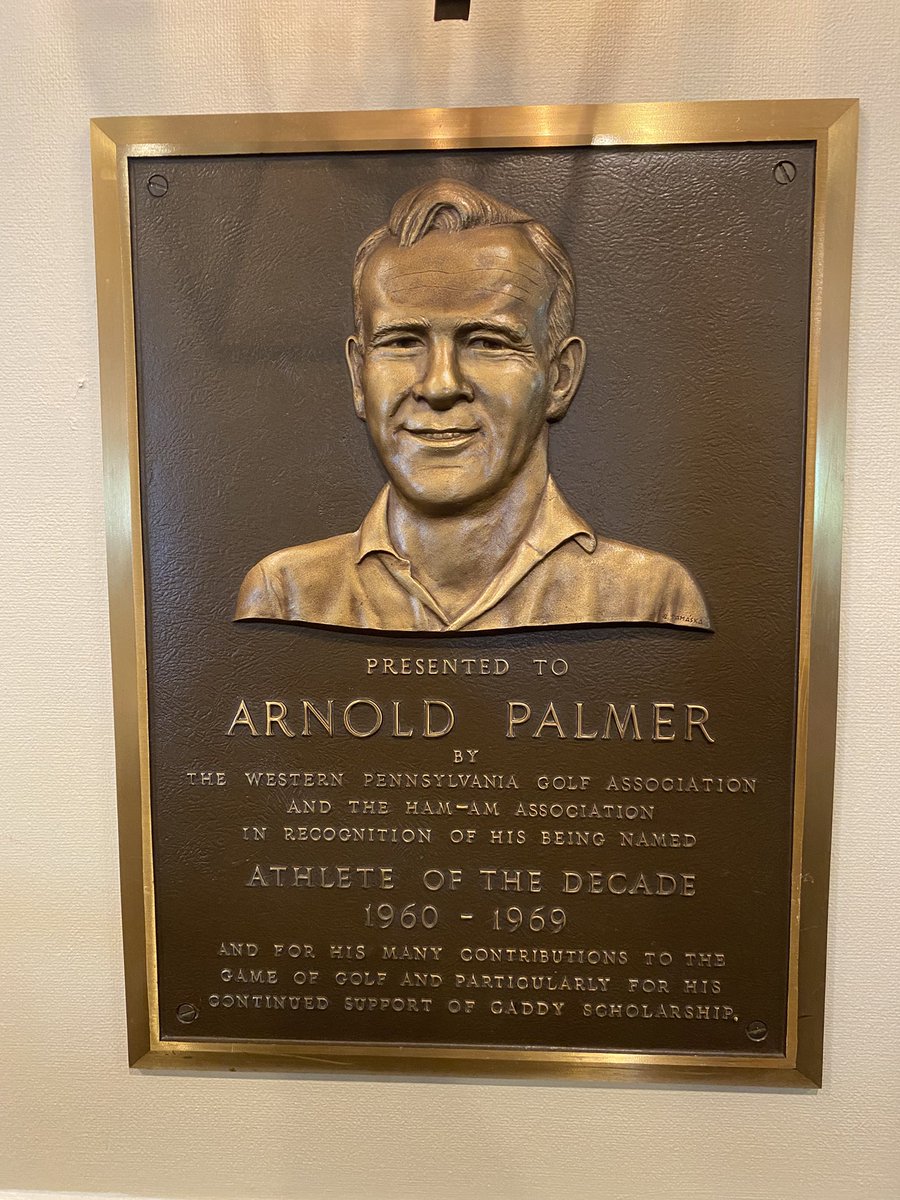 A. TAMÁSKA
PRESENTED TO
ARNOLD PALMER
BY
THE WESTERN PENNSYLVANIA GOLF ASSOCIATION
AND THE HAM-AM ASSOCIATION
IN RECOGNITION OF HIS BEING NAMED
ATHLETE OF THE DECADE
1960 - 1969
AND FOR HIS MANY CONTRIBUTIONS TO THE
GAME OF GOLF AND PARTICULARLY FOR HIS
CONTINUED SUPPORT OF CADDY SCHOLARSHIP.